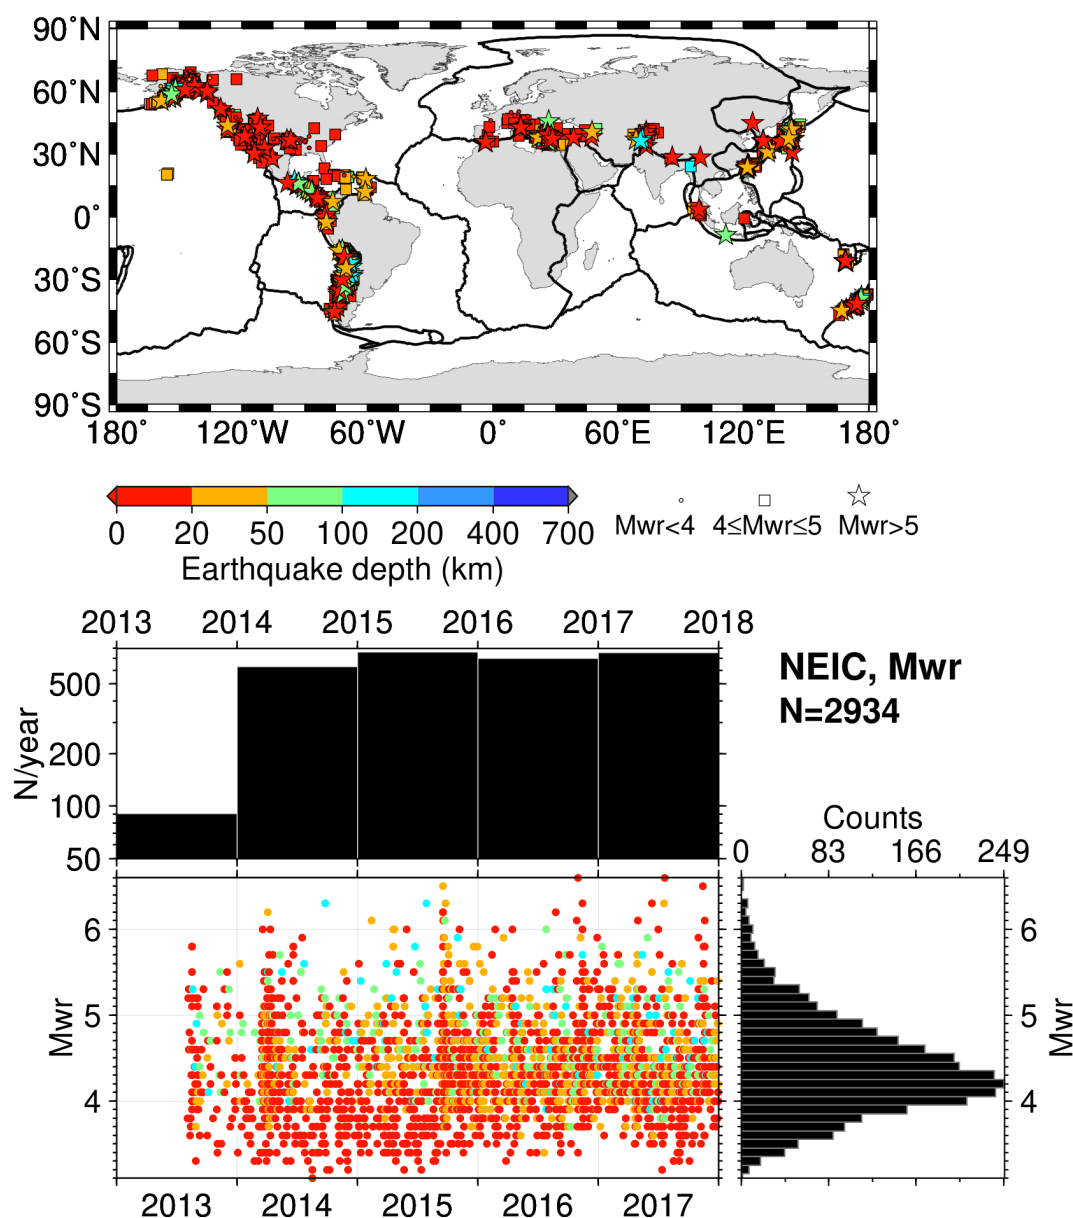 90˚N
60˚N
30˚N
0˚
30˚S
60˚S
90˚S
180˚ 120˚W 60˚W 0˚ 60˚E 120˚E 180˚
0 20 50 100 200 400 700
Earthquake depth (km)
Mwr<4 4≤Mwr≤5 Mwr>5
2013 2014 2015 2016 2017 2018
500
200
100
50
N/year
NEIC, Mwr
N=2934
Counts
0 83 166 249
6
5
4
Mwr
6
5
4
Mwr
2013 2014 2015 2016 2017